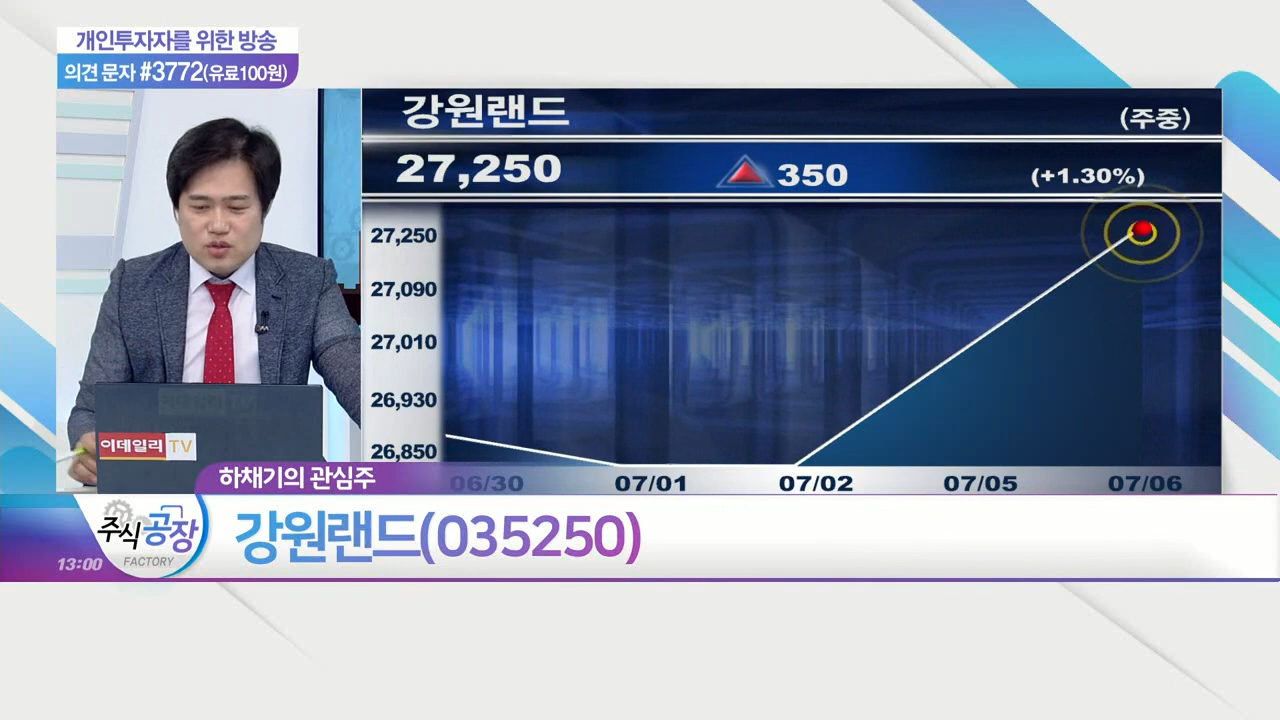 개인투자자를 위한 방송
의견 문자 #3772(유료100원)
강원랜드
(주중)
27,250
350
(+1.30%)
27,250
27,090
27,010
26,930
26,850
06/30
07/01
07/02
07/05
07/06
이데일리 TV
하채기의 관심주
주식공장
FACTORY
13:00
강원랜드(035250)